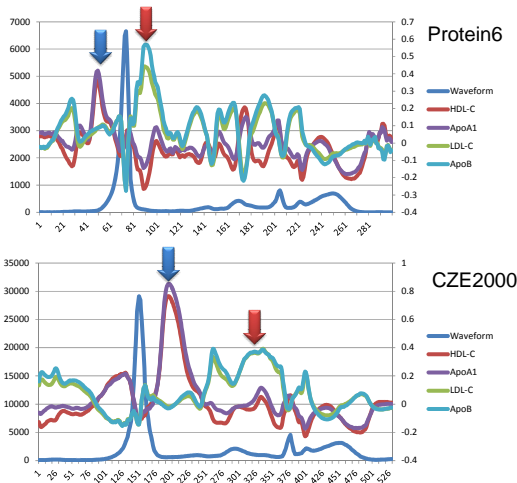 Protein6
7000 6000 5000 4000 3000 2000 1000 0
0.7 0.6 0.5 0.4 0.3 0.2 0.1 0 -0.1 -0.2 -0.3 -0.4
1 21 41 61 81 101 121 141 161 181 201 221 241 261 281
Waveform
HDL-C
ApoA1
LDL-C
ApoB
CZE2000
35000 30000 25000 20000 15000 10000 5000 0
1 0.8 0.6 0.4 0.2 0 -0.2 -0.4
1 26 51 76 101 126 151 176 201 226 251 276 301 326 351 376 401 426 451 476 501 526
Waveform
HDL-C
ApoA1
LDL-C
ApoB